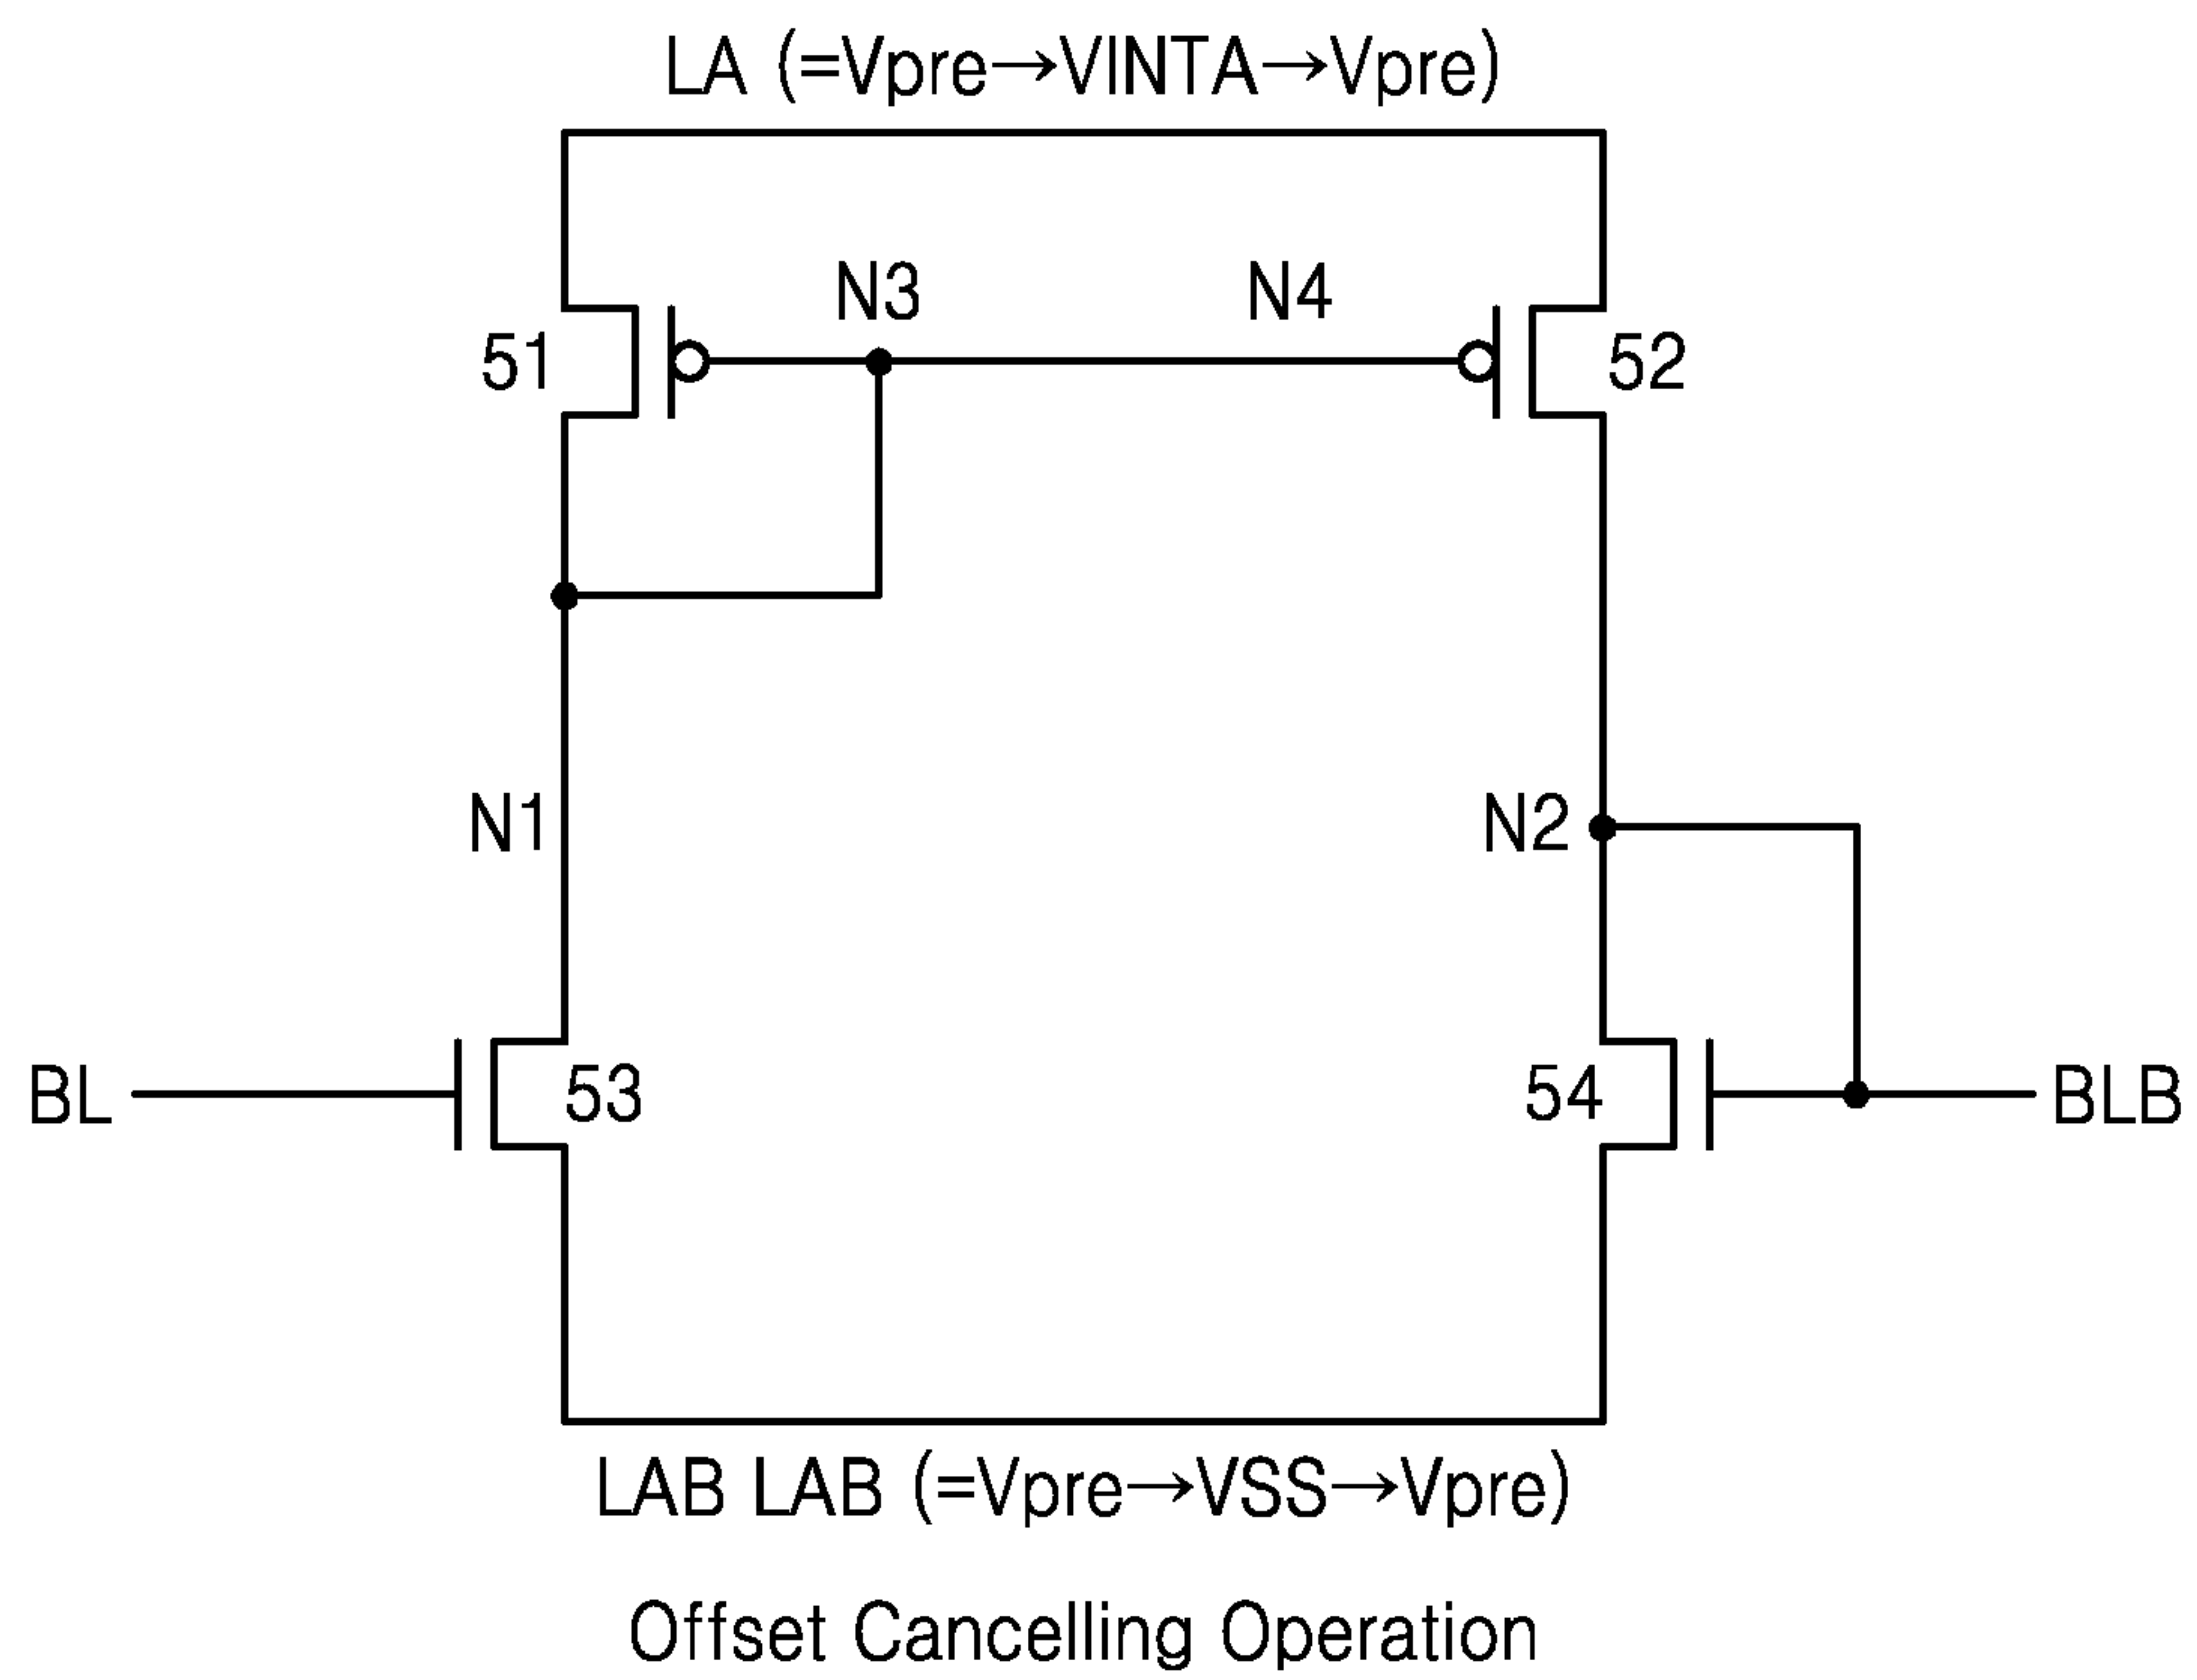 LA (=Vpre→VINTA→Vpre)
N3 N4
51 52
N1 N2
BL 53 54 BLB
LAB LAB (=Vpre→VSS→Vpre)
Offset Cancelling Operation